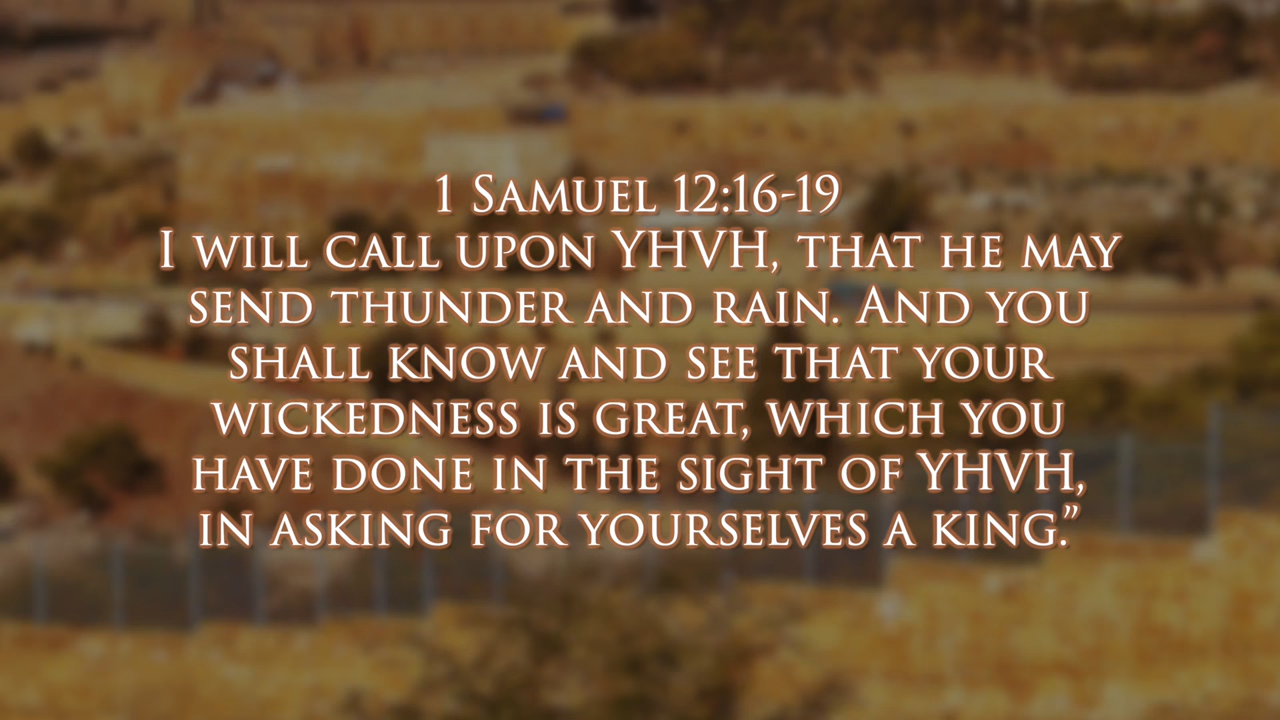 1 Samuel 12:16-19
I will call upon YHVH, that he may
send thunder and rain. And you
shall know and see that your
wickedness is great, which you
have done in the sight of YHVH,
in asking for yourselves a king.”